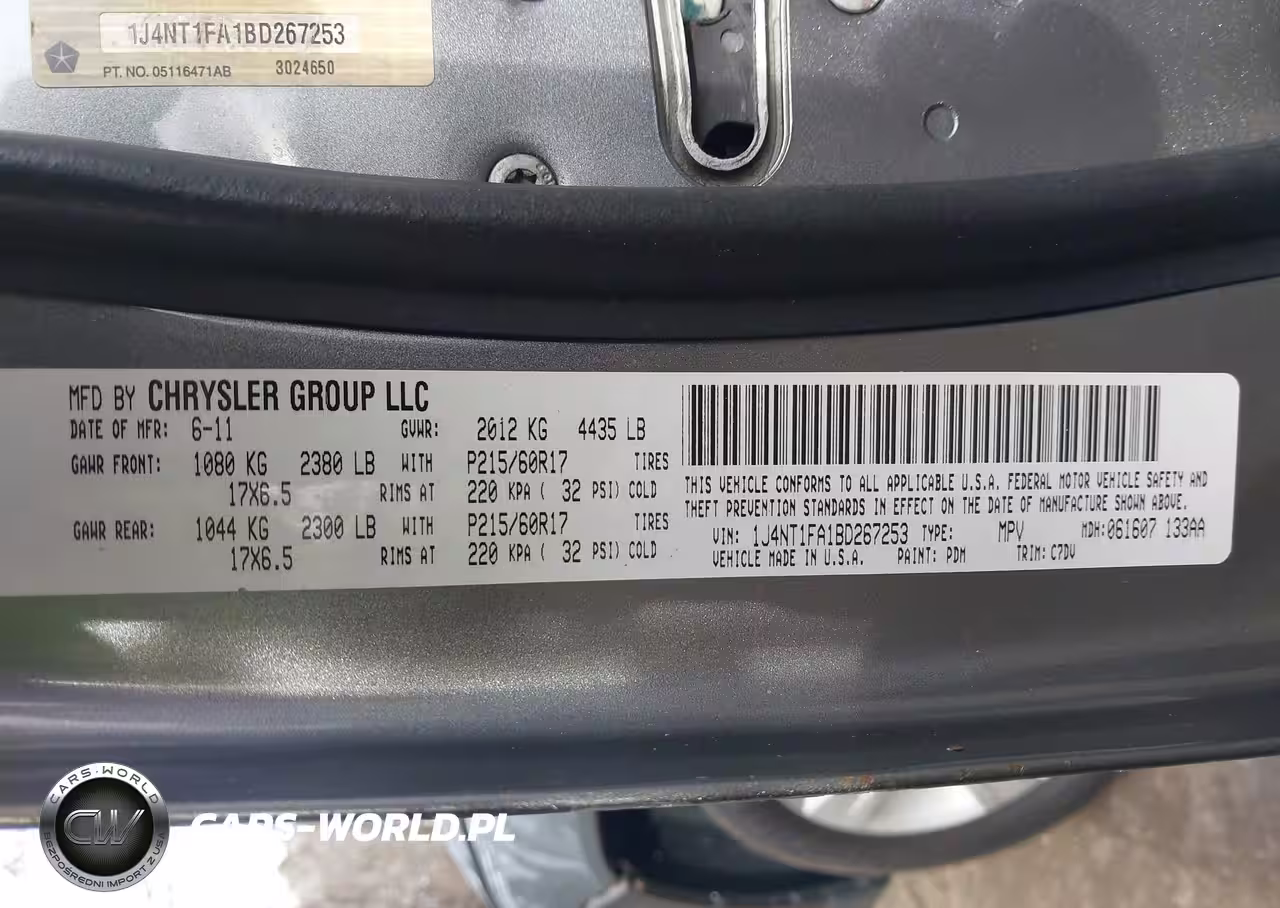 1J4NT1FA1BD267253
PT. NO. 05116471AB 3024650
MFD BY CHRYSLER GROUP LLC
DATE OF MFR: 6-11 GVWR: 2012 KG 4435 LB
GAWR FRONT: 1080 KG 2380 LB WITH P215/60R17 TIRES
17X6.5 RIMS AT 220 KPA ( 32 PSI) COLD
GAWR REAR: 1044 KG 2300 LB WITH P215/60R17 TIRES
17X6.5 RIMS AT 220 KPA ( 32 PSI) COLD
THIS VEHICLE CONFORMS TO ALL APPLICABLE U.S.A. FEDERAL MOTOR VEHICLE SAFETY AND
THEFT PREVENTION STANDARDS IN EFFECT ON THE DATE OF MANUFACTURE SHOWN ABOVE.
VIN: 1J4NT1FA1BD267253 TYPE: MPV MDH:061607 133AA
VEHICLE MADE IN U.S.A. PAINT: PDM TRIM: C7DV
CARS-WORLD
CW
BEZPOŚREDNI IMPORT Z USA
CARS-WORLD.PL